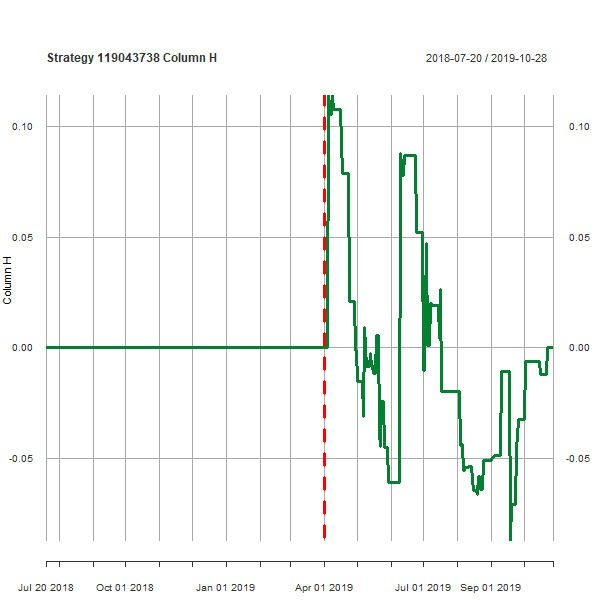 Strategy 119043738 Column H
2018-07-20 / 2019-10-28
0.10
0.10
0.05
0.05
Column H
0.00
0.00
-0.05
-0.05
Jul 20 2018
Oct 01 2018
Jan 01 2019
Apr 01 2019
Jul 01 2019
Sep 01 2019